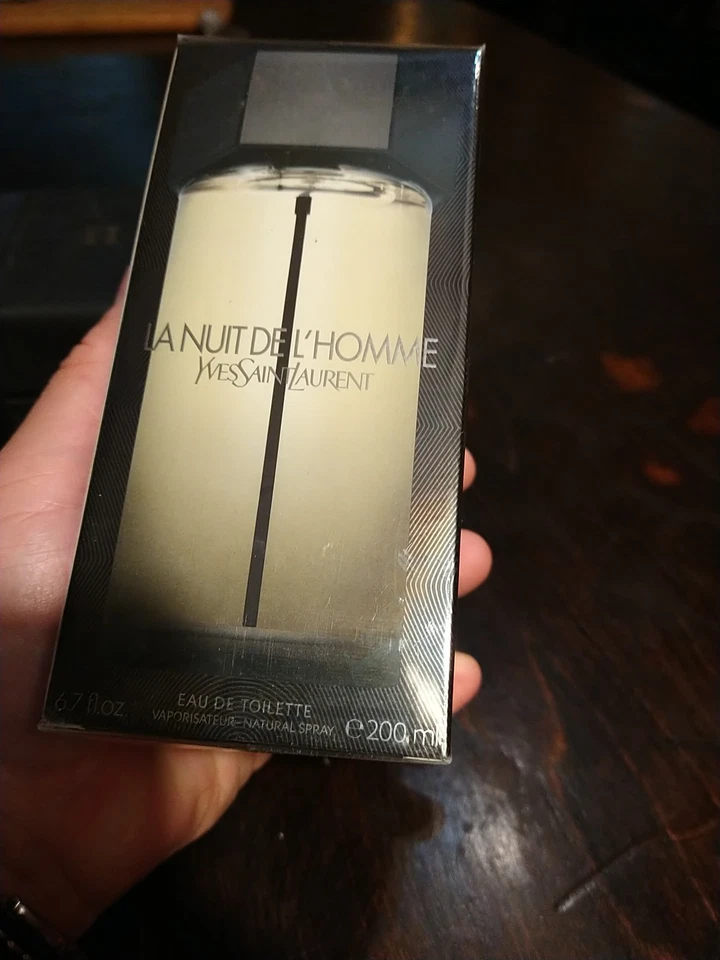 LA NUIT DE L'HOMME
YVESSAINTLAURENT
6.7 fl.oz.
EAU DE TOILETTE
VAPORISATEUR-NATURAL SPRAY
℮200 ml